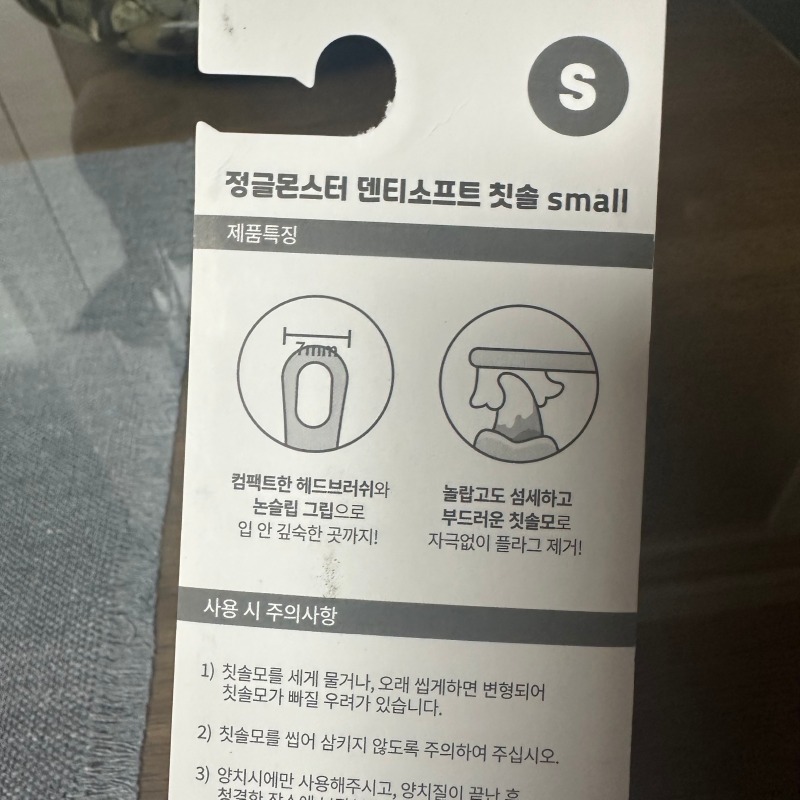 S
정글몬스터 덴티소프트 칫솔 small
제품특징
7mm
컴팩트한 헤드브러쉬와
논슬립 그립으로
입 안 깊숙한 곳까지!
놀랍고도 섬세하고
부드러운 칫솔모로
자극없이 플라그 제거!
사용 시 주의사항
1) 칫솔모를 세게 물거나, 오래 씹게하면 변형되어
칫솔모가 빠질 우려가 있습니다.
2) 칫솔모를 씹어 삼키지 않도록 주의하여 주십시오.
3) 양치시에만 사용해주시고, 양치질이 끝난 후
청결한 장소에